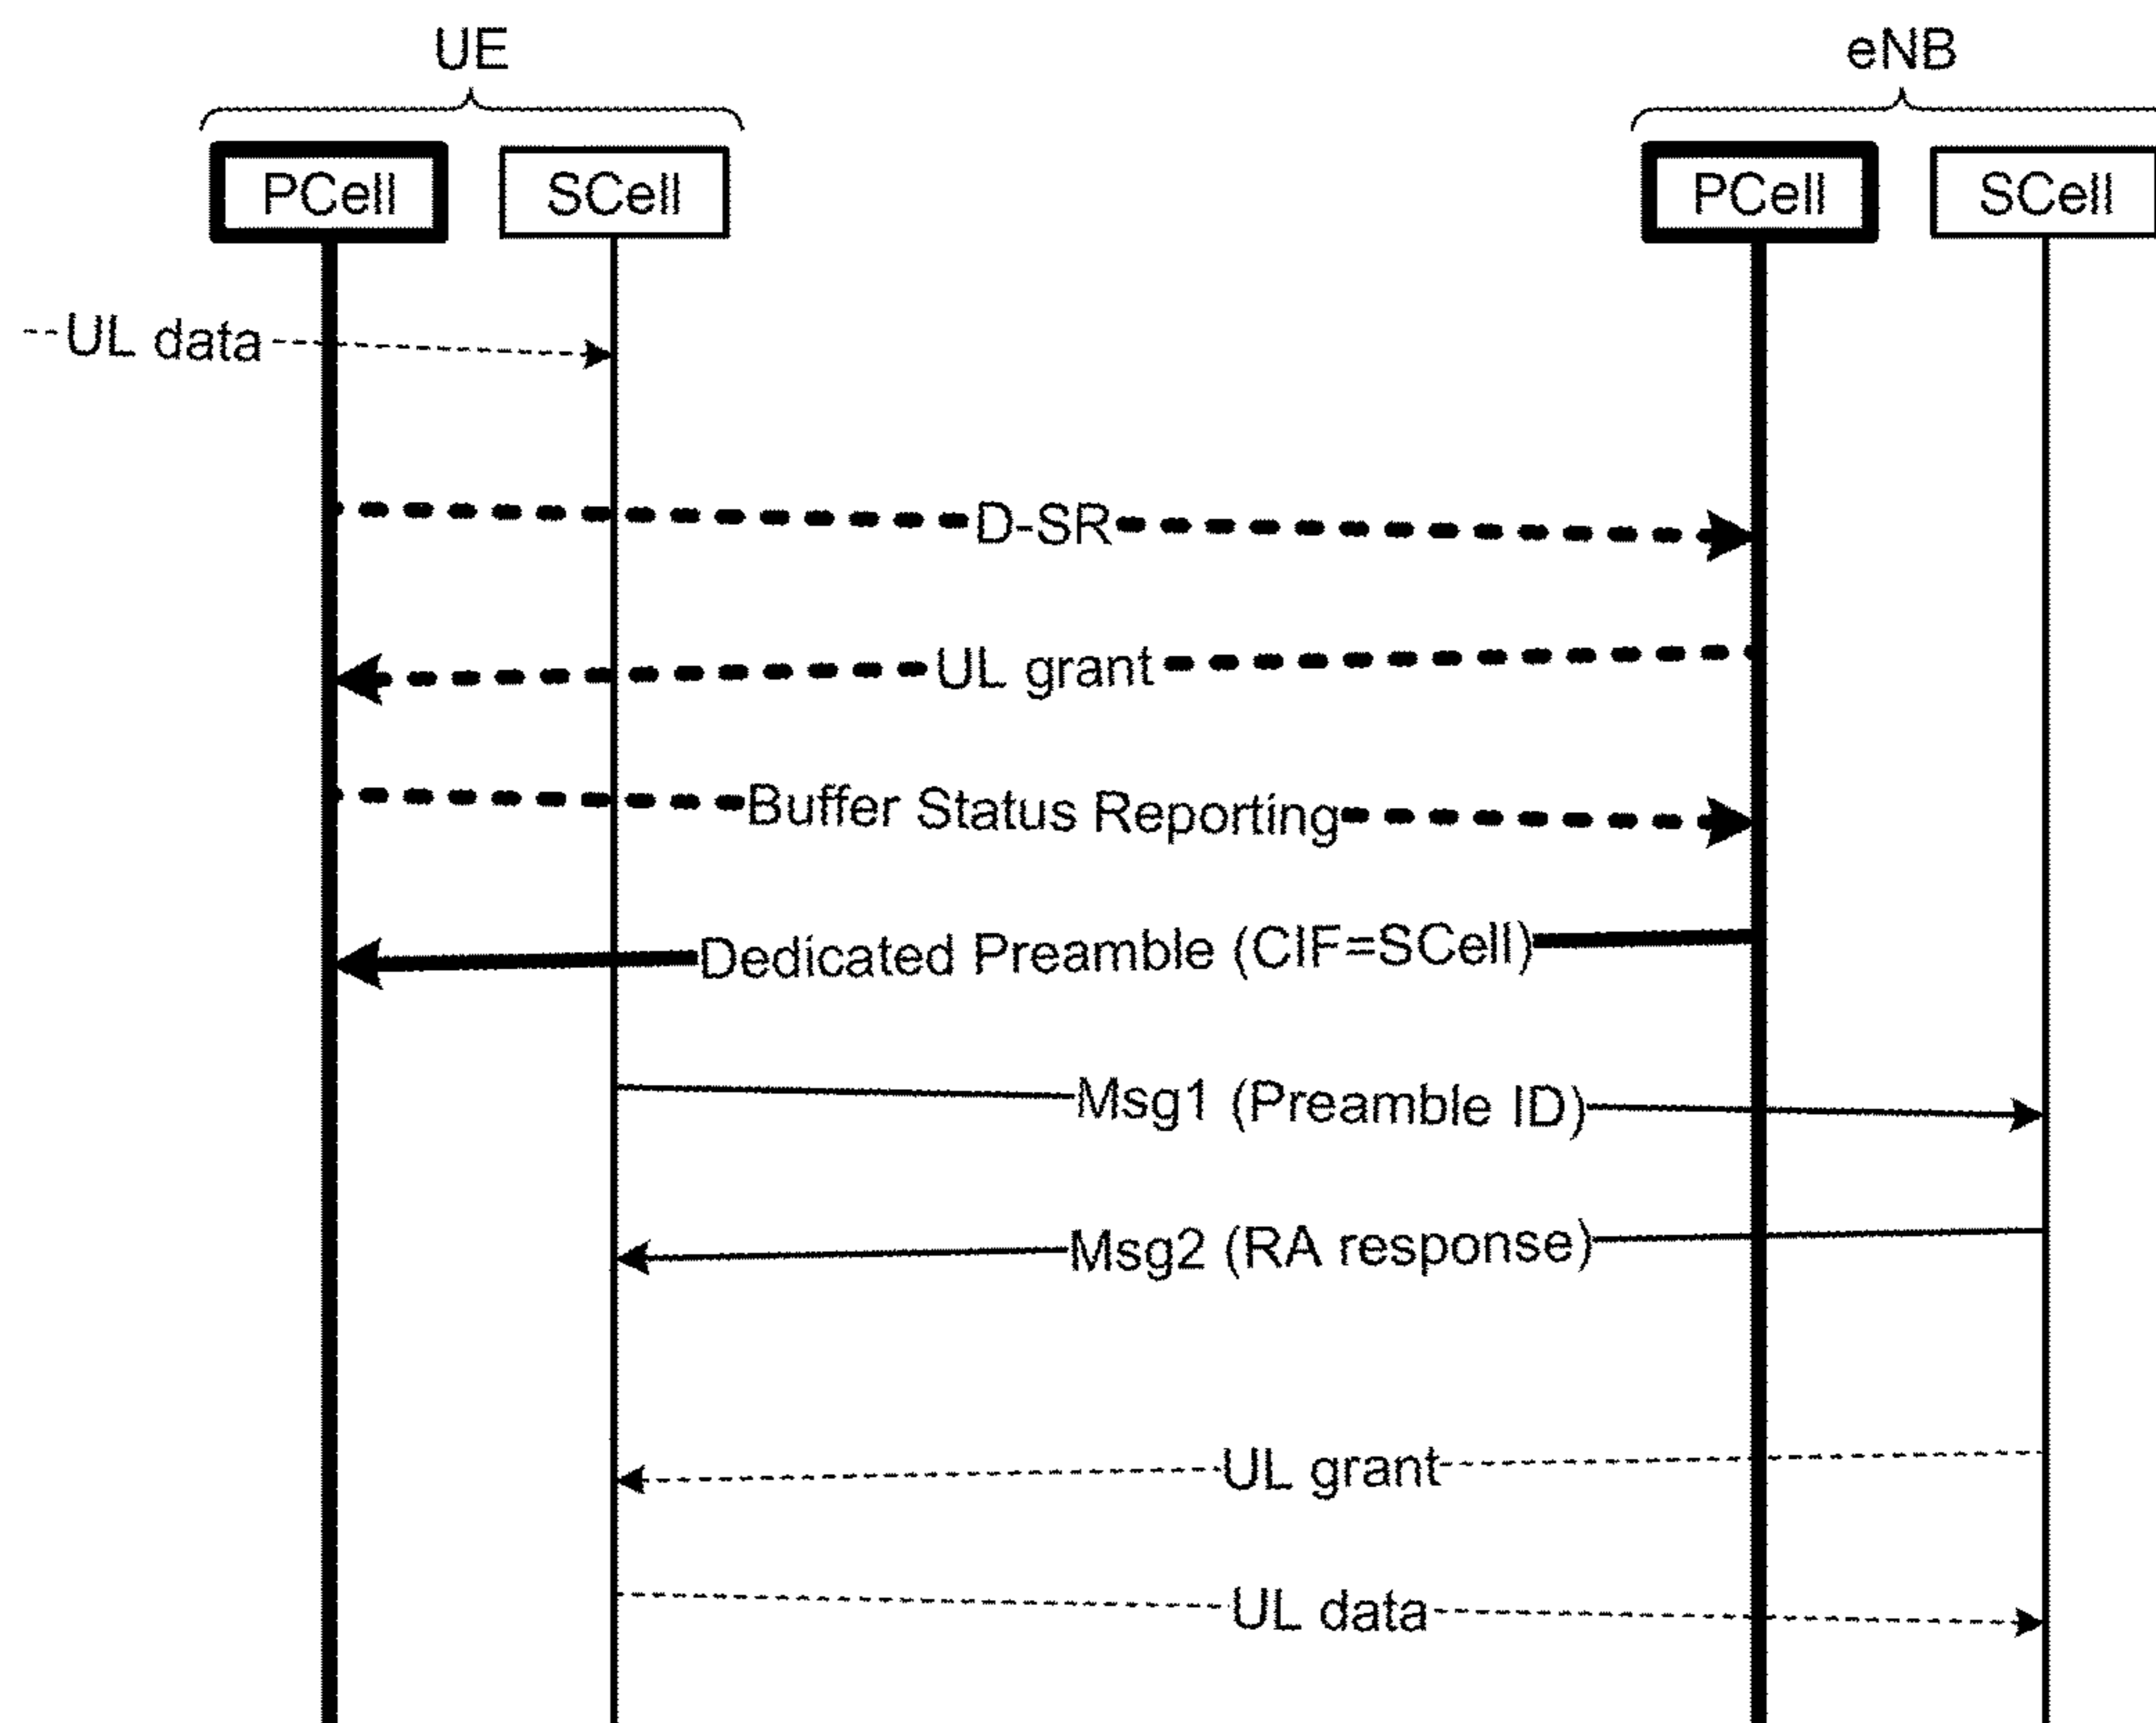 UE
eNB
PCell
SCell
PCell
SCell
UL data
D-SR
UL grant
Buffer Status Reporting
Dedicated Preamble (CIF=SCell)
Msg1 (Preamble ID)
Msg2 (RA response)
UL grant
UL data